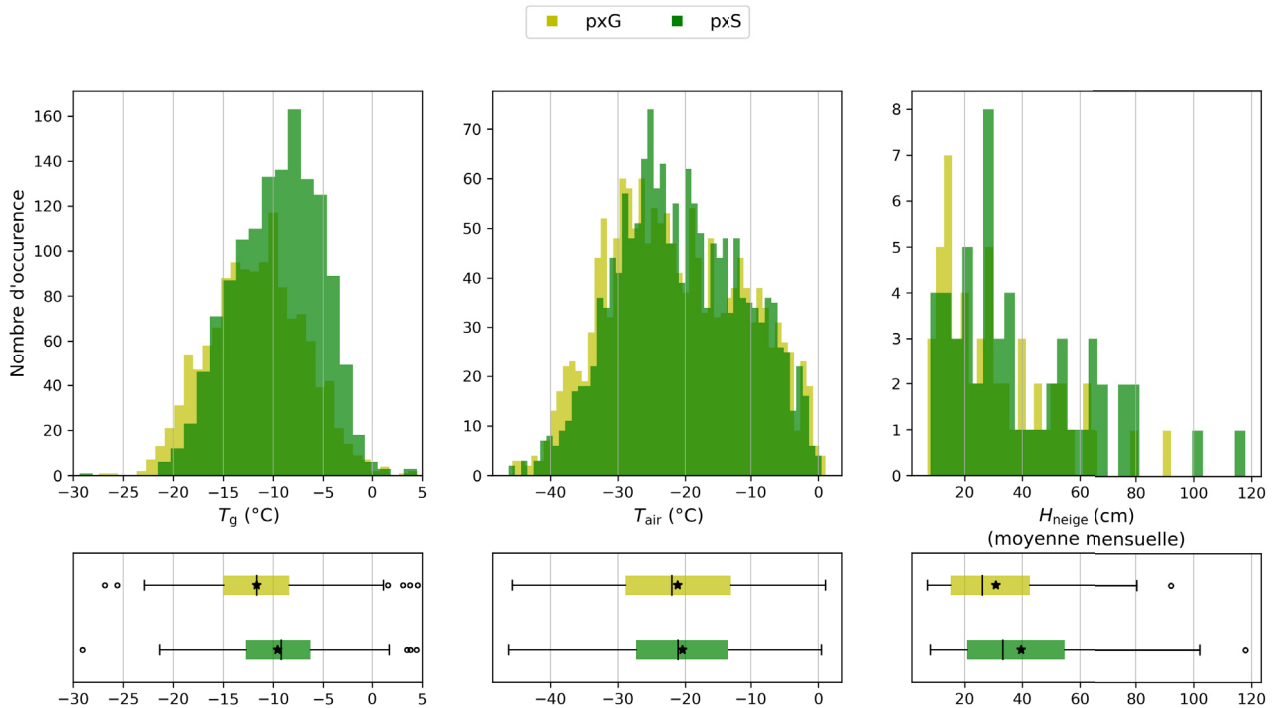 pxG pxS
Nombre d'occurence
160
140
120
100
80
60
40
20
0
−30 −25 −20 −15 −10 −5 0 5
Tg (°C)
70
60
50
40
30
20
10
0
−40 −30 −20 −10 0
Tair (°C)
8
7
6
5
4
3
2
1
0
20 40 60 80 100 120
Hneige (cm)
(moyenne mensuelle)
−30 −25 −20 −15 −10 −5 0 5
−40 −30 −20 −10 0
20 40 60 80 100 120